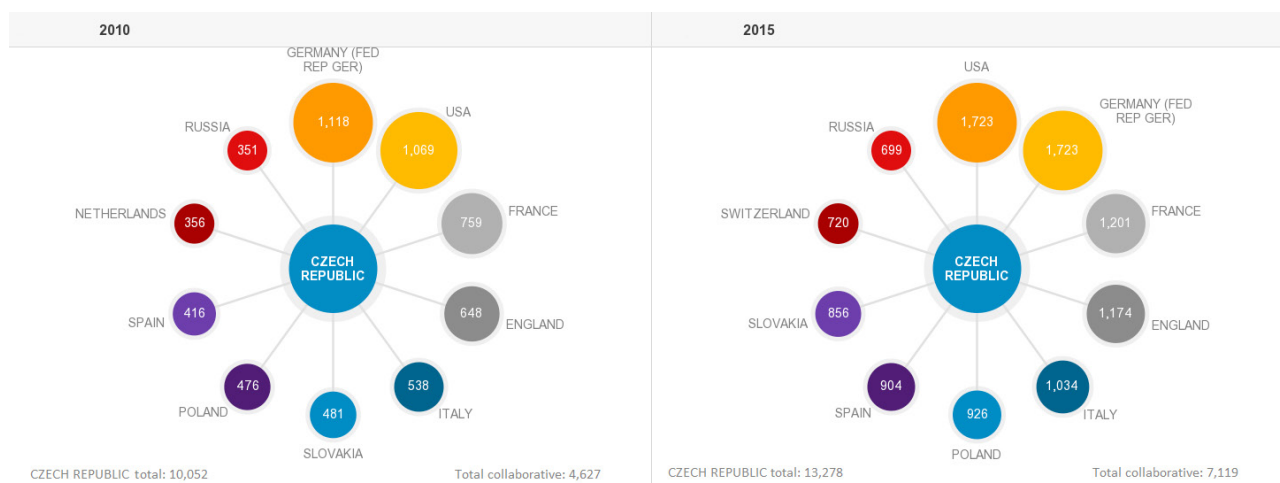 2010
GERMANY (FED
REP GER)
1,118
USA
1,069
FRANCE
759
ENGLAND
648
ITALY
538
SLOVAKIA
481
POLAND
476
SPAIN
416
NETHERLANDS
356
RUSSIA
351
CZECH
REPUBLIC
CZECH REPUBLIC total: 10,052
Total collaborative: 4,627
2015
USA
1,723
GERMANY (FED
REP GER)
1,723
FRANCE
1,201
ENGLAND
1,174
ITALY
1,034
POLAND
926
SPAIN
904
SLOVAKIA
856
SWITZERLAND
720
RUSSIA
699
CZECH
REPUBLIC
CZECH REPUBLIC total: 13,278
Total collaborative: 7,119